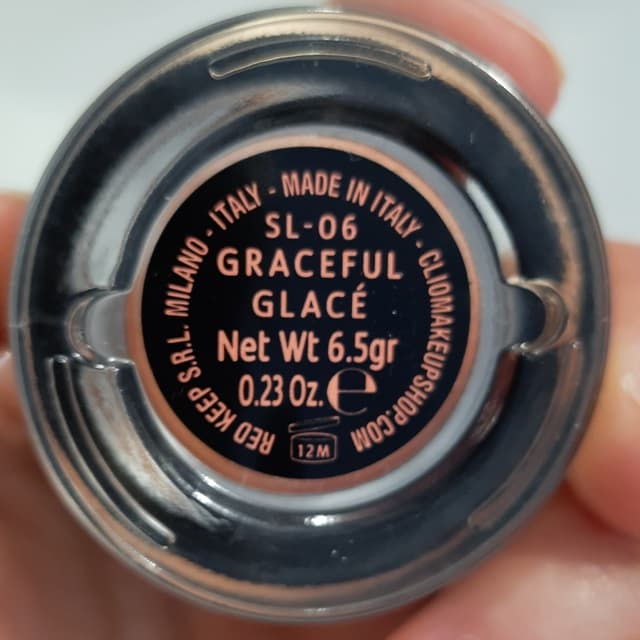 RED KEEP S.R.L. MILANO - ITALY - MADE IN ITALY - CLIOMAKEUPSHOP.COM
SL-06
GRACEFUL
GLACÉ
Net Wt 6.5gr
0.23 Oz. ℮
12M